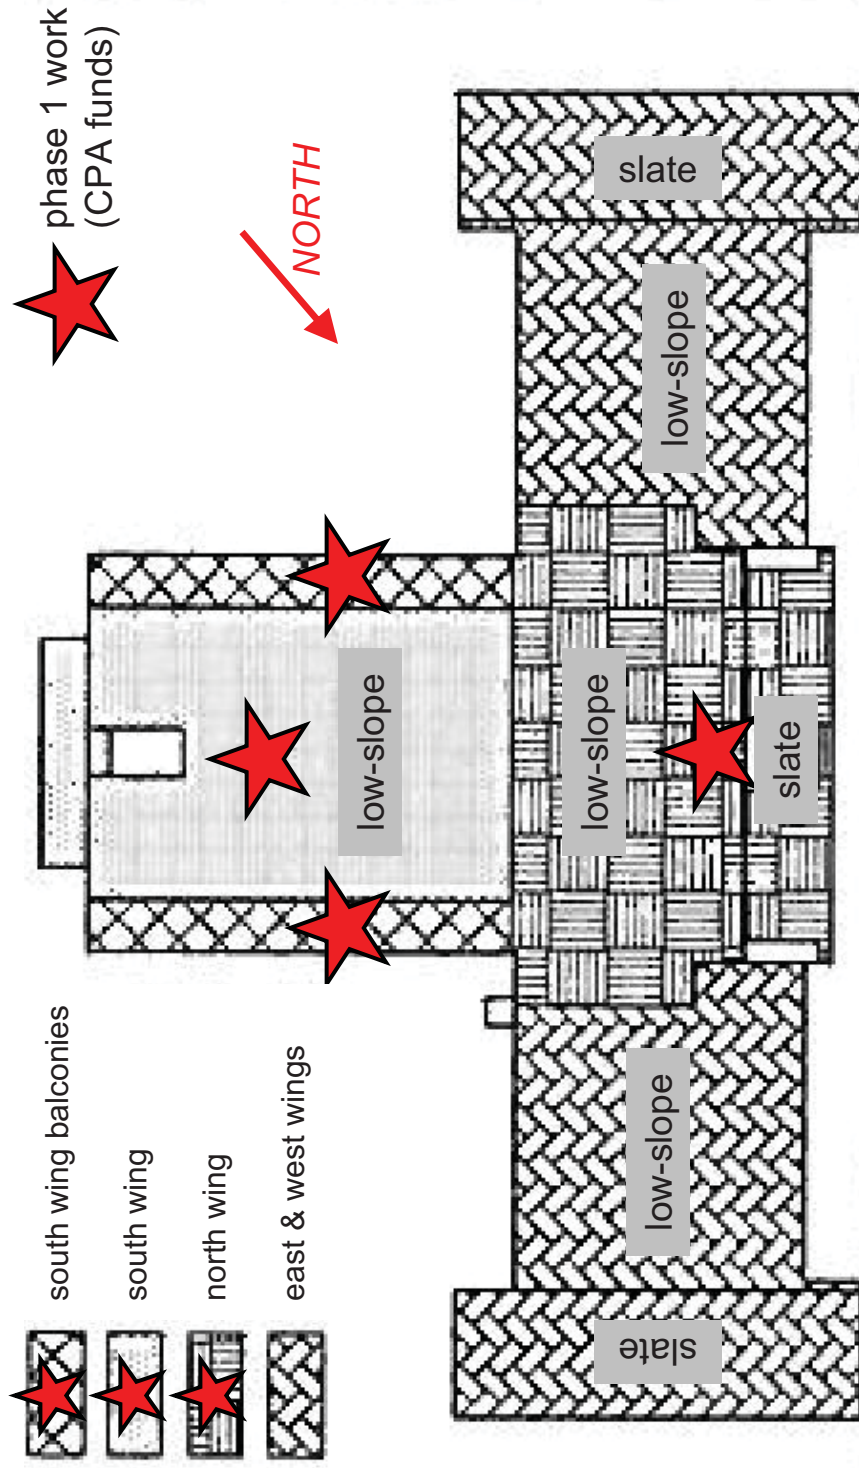 phase 1 work
(CPA funds)
NORTH
south wing balconies
south wing
north wing
east & west wings
slate
low-slope
low-slope
low-slope
slate
low-slope
slate